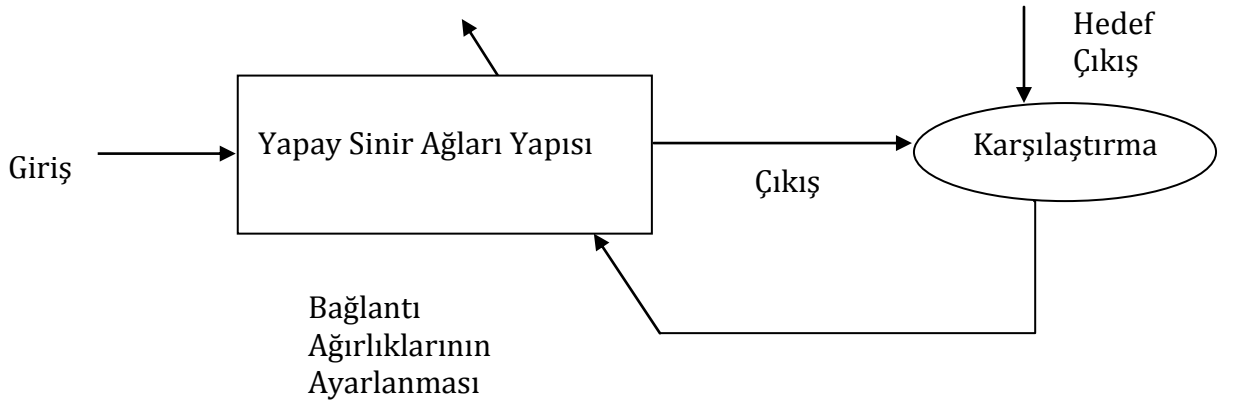 Hedef
Çıkış
Yapay Sinir Ağları Yapısı
Karşılaştırma
Giriş
Çıkış
Bağlantı
Ağırlıklarının
Ayarlanması